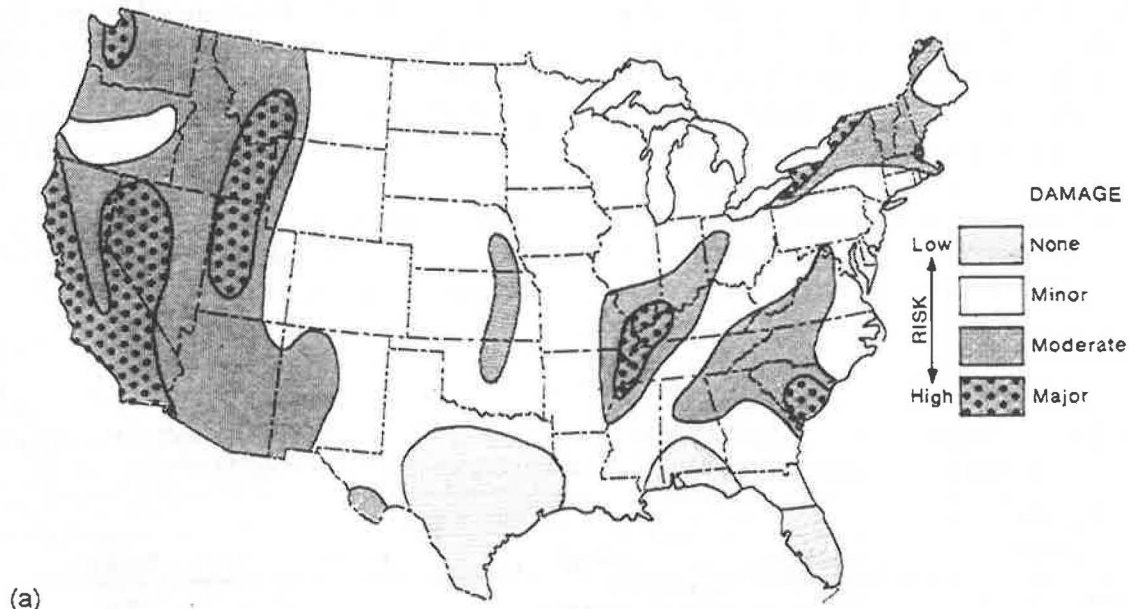 DAMAGE
Low
None
Minor
RISK
Moderate
High
Major
(a)